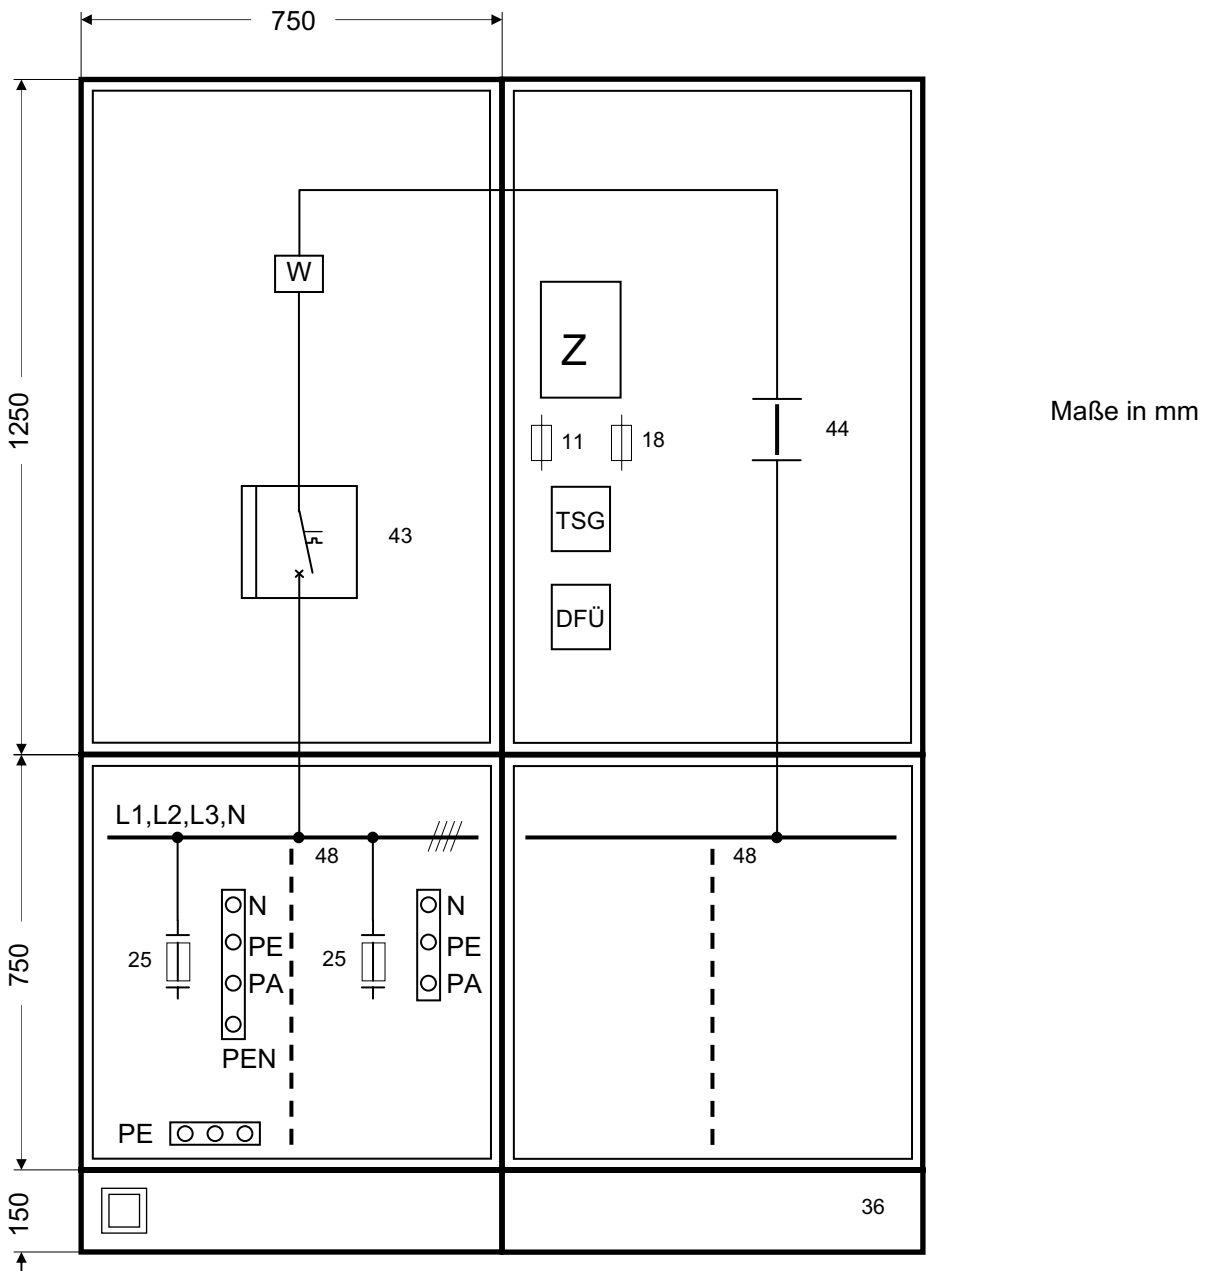 750
W
1250
Z
Maße in mm
11
18
44
TSG
43
DFÜ
L1,L2,L3,N
48
48
N
N
25
PE
25
PE
PA
PA
750
PEN
PE
150
36